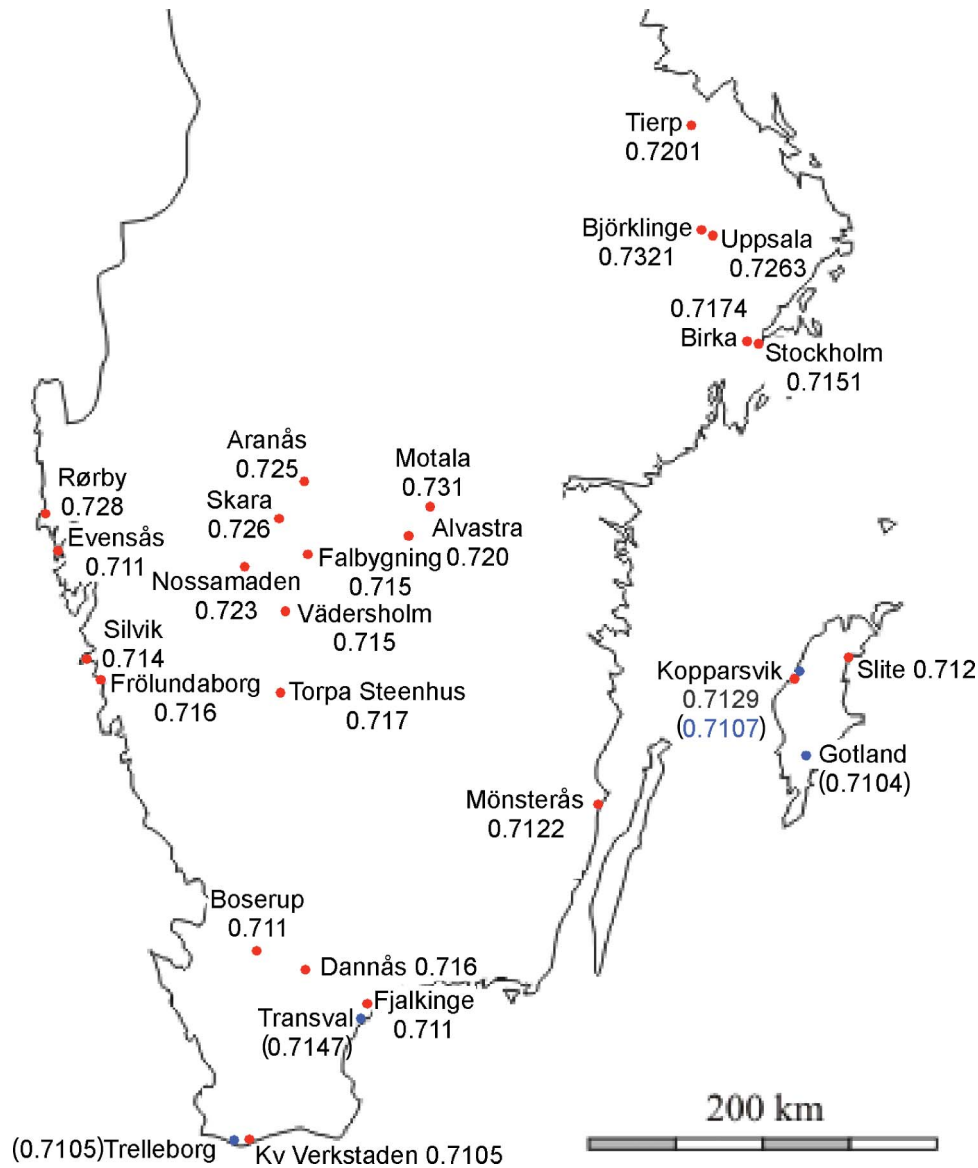 Tierp
0.7201
Björklinge
0.7321
Uppsala
0.7263
0.7174
Birka
Stockholm
0.7151
Aranås
0.725
Motala
0.731
Rørby
0.728
Skara
0.726
Evensås
0.711
Alvastra
0.720
Falbygning
0.715
Nossamaden
0.723
Vädersholm
0.715
Silvik
0.714
Frölundaborg
0.716
Torpa Steenhus
0.717
Kopparsvik
0.7129
(0.7107)
Slite 0.712
Gotland
(0.7104)
Mönsterås
0.7122
Boserup
0.711
Dannås 0.716
Fjalkinge
0.711
Transval
(0.7147)
200 km
(0.7105)Trelleborg
Kv Verkstaden 0.7105